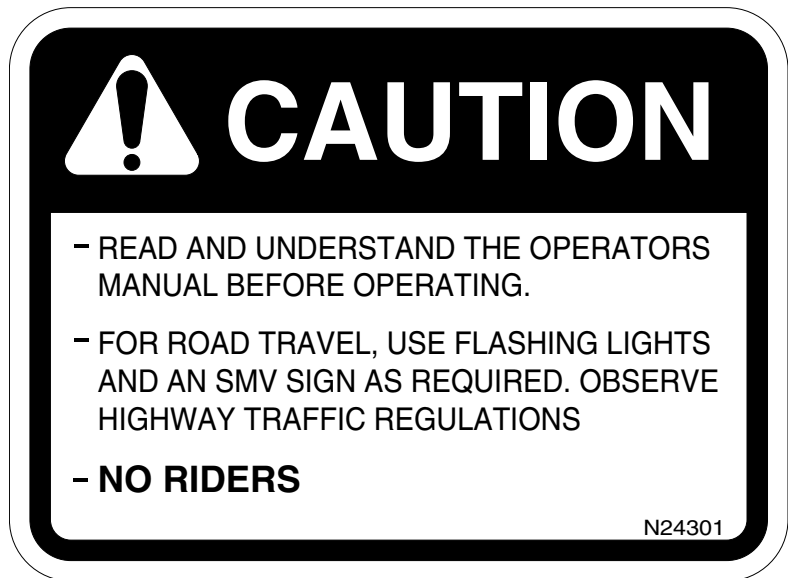 CAUTION
- READ AND UNDERSTAND THE OPERATORS
MANUAL BEFORE OPERATING.
- FOR ROAD TRAVEL, USE FLASHING LIGHTS
AND AN SMV SIGN AS REQUIRED. OBSERVE
HIGHWAY TRAFFIC REGULATIONS
- NO RIDERS
N24301